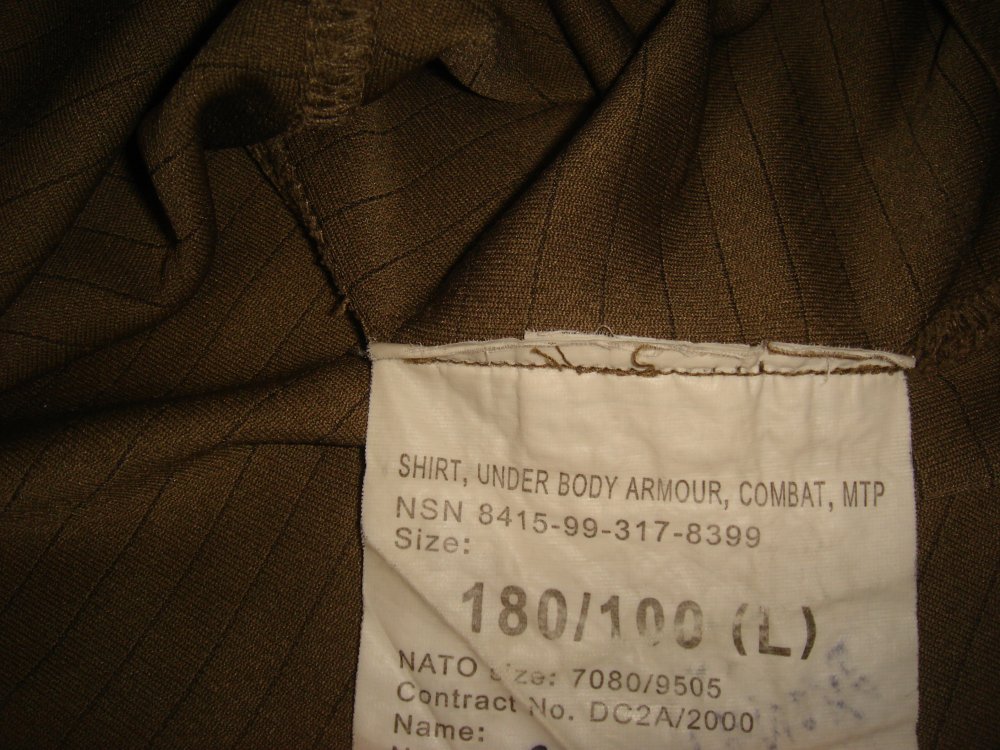 SHIRT, UNDER BODY ARMOUR, COMBAT, MTP
NSN 8415-99-317-8399
Size:
180/100 (L)
NATO size: 7080/9505
Contract No. DC2A/2000
Name: